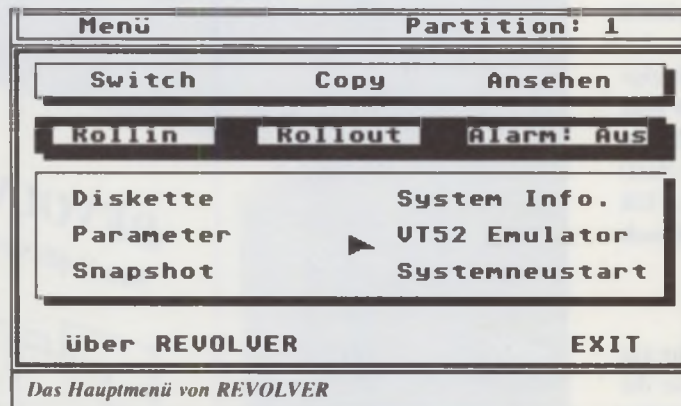 Menü Partition: 1
Switch Copy Ansehen
Rollin Rollout Alarm: Aus
Diskette System Info.
Parameter VT52 Emulator
Snapshot Systemneustart
über REVOLVER EXIT
Das Hauptmenü von REVOLVER